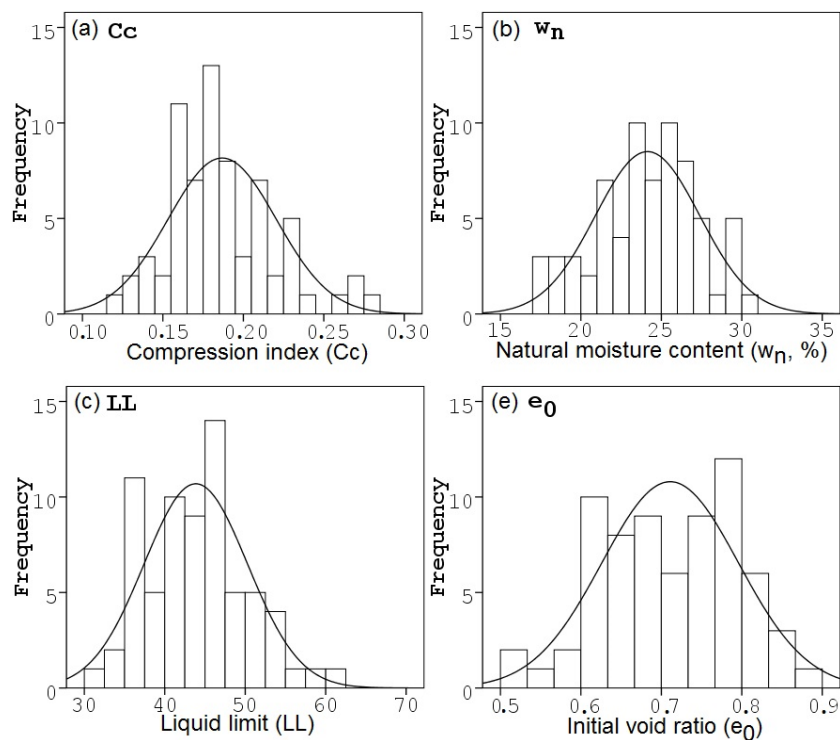 (a) Cc
15
10
5
0
Frequency
0.10 0.15 0.20 0.25 0.30
Compression index (Cc)
(b) wn
15
10
5
0
Frequency
15 20 25 30 35
Natural moisture content (wn, %)
(c) LL
15
10
5
0
Frequency
30 40 50 60 70
Liquid limit (LL)
(e) e0
15
10
5
0
Frequency
0.5 0.6 0.7 0.8 0.9
Initial void ratio (e0)